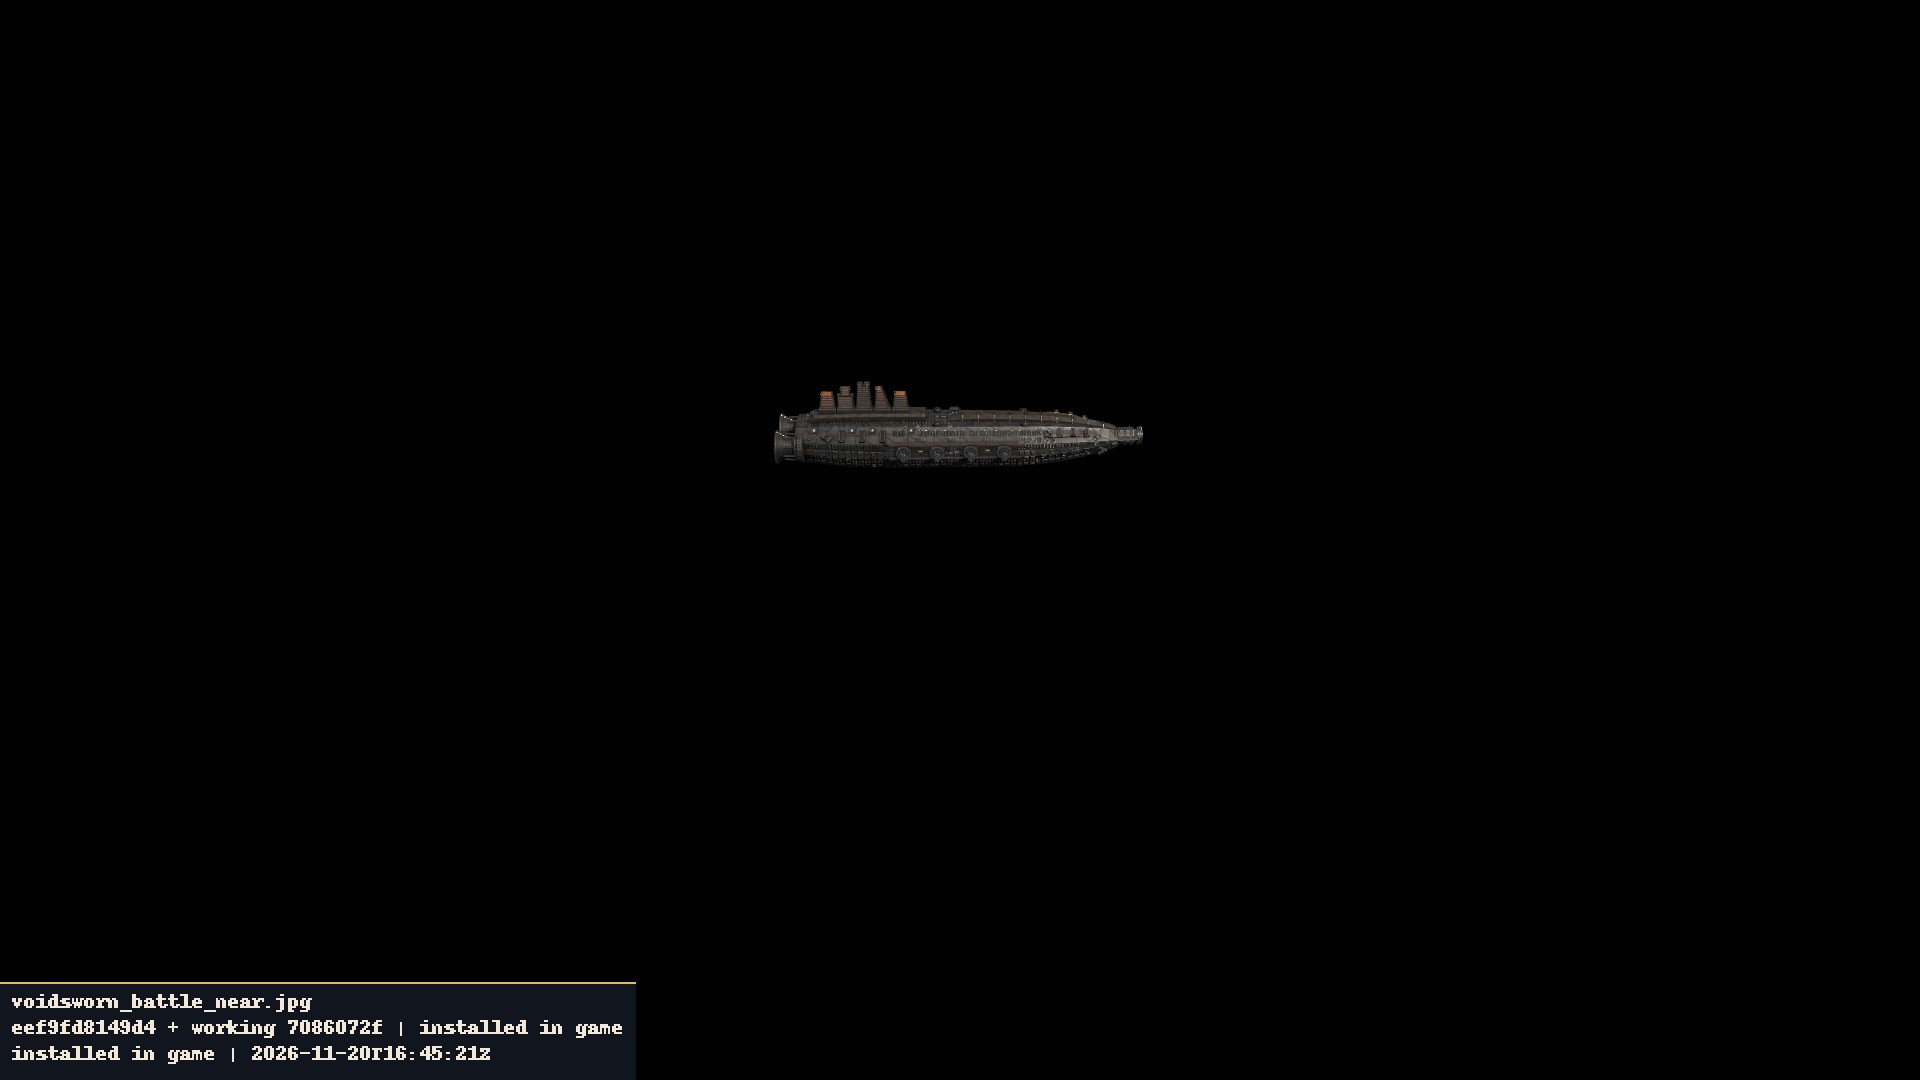 voidsworn_battle_near.jpg
eef9fd8149d4 + working 7086072f | installed in game
installed in game | 2026-11-20T16:45:21Z